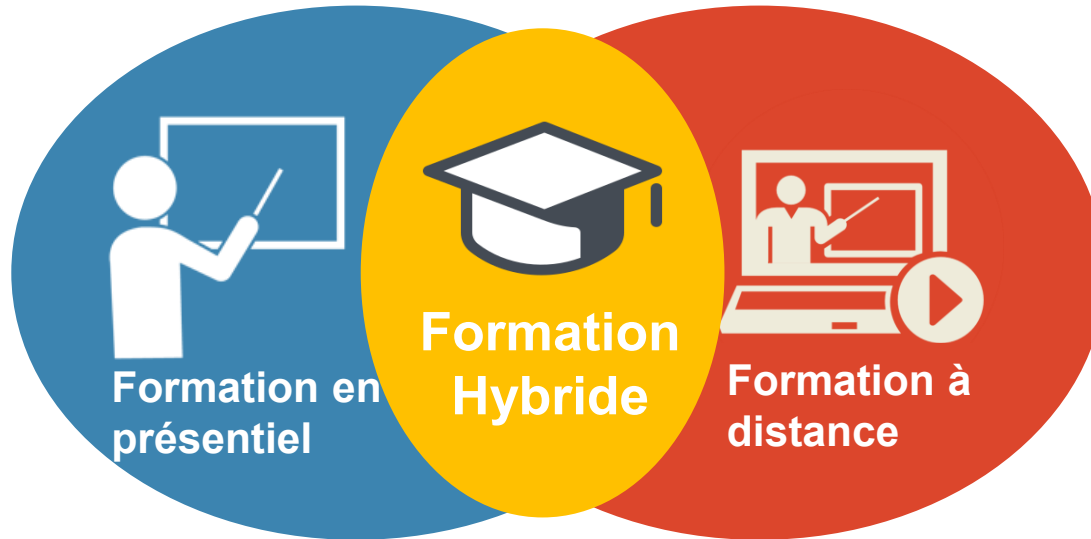 Formation en
présentiel
Formation
Hybride
Formation à
distance